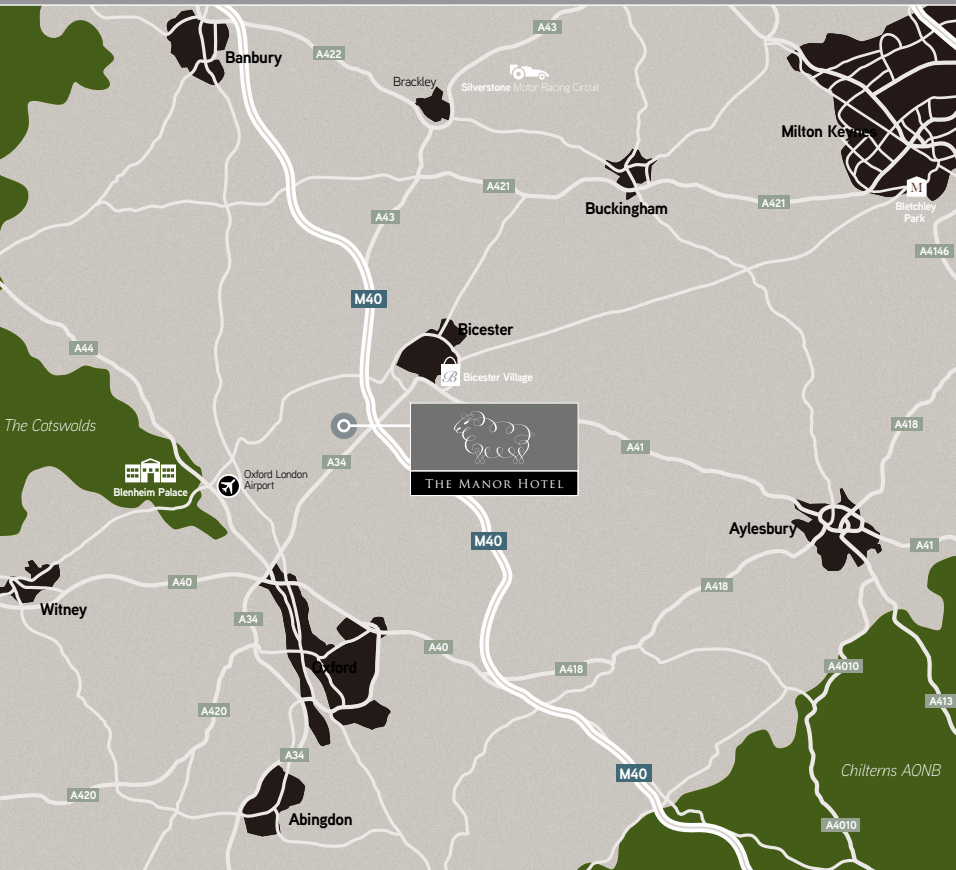 A43
Banbury
A422
Brackley
Silverstone Motor Racing Circuit
Milton Keynes
A421
M
Buckingham
A421
Bletchley
Park
A43
A4146
M40
Bicester
A44
B
Bicester Village
The Cotswolds
A418
A41
A34
Oxford London
Airport
Blenheim Palace
THE MANOR HOTEL
Aylesbury
M40
A41
A40
A418
Witney
A34
A40
Oxford
A418
A4010
A420
A413
A34
Chilterns AONB
M40
A420
Abingdon
A4010